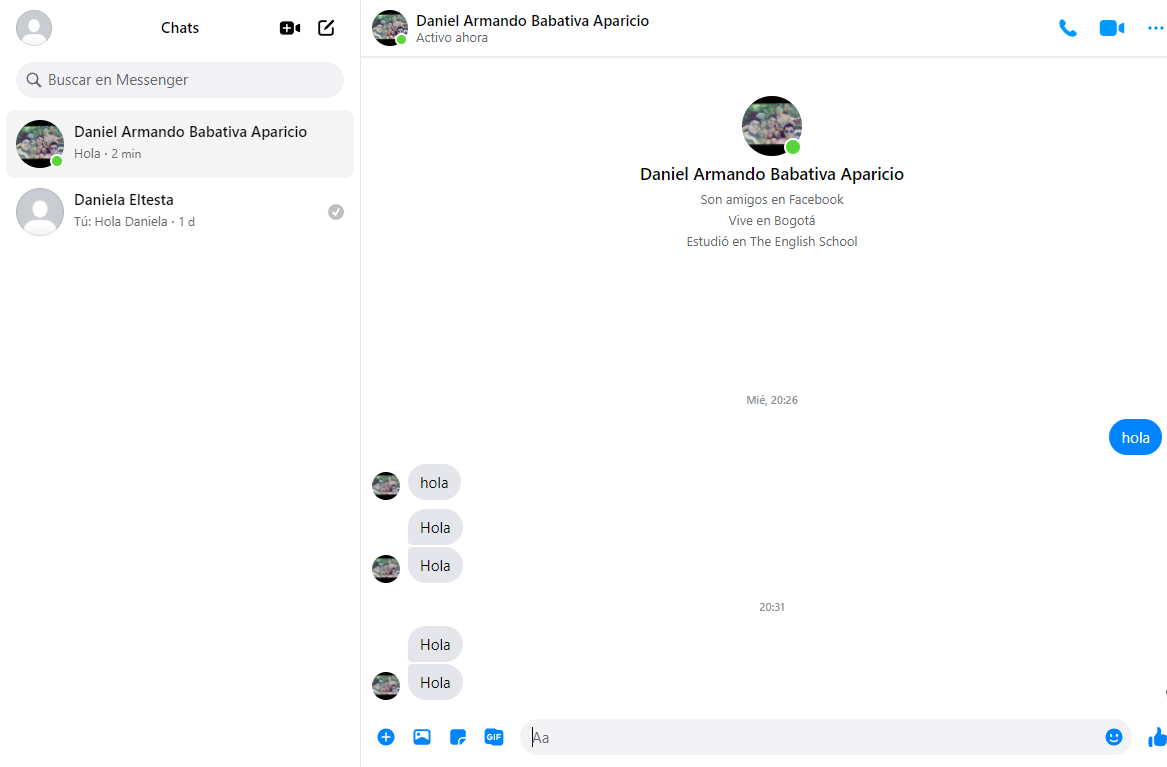 Chats
Buscar en Messenger
Daniel Armando Babativa Aparicio
Hola · 2 min
Daniela Eltesta
Tú: Hola Daniela · 1 d
Daniel Armando Babativa Aparicio
Activo ahora
Daniel Armando Babativa Aparicio
Son amigos en Facebook
Vive en Bogotá
Estudió en The English School
Mié, 20:26
hola
hola
Hola
Hola
20:31
Hola
Hola
GIF
Aa